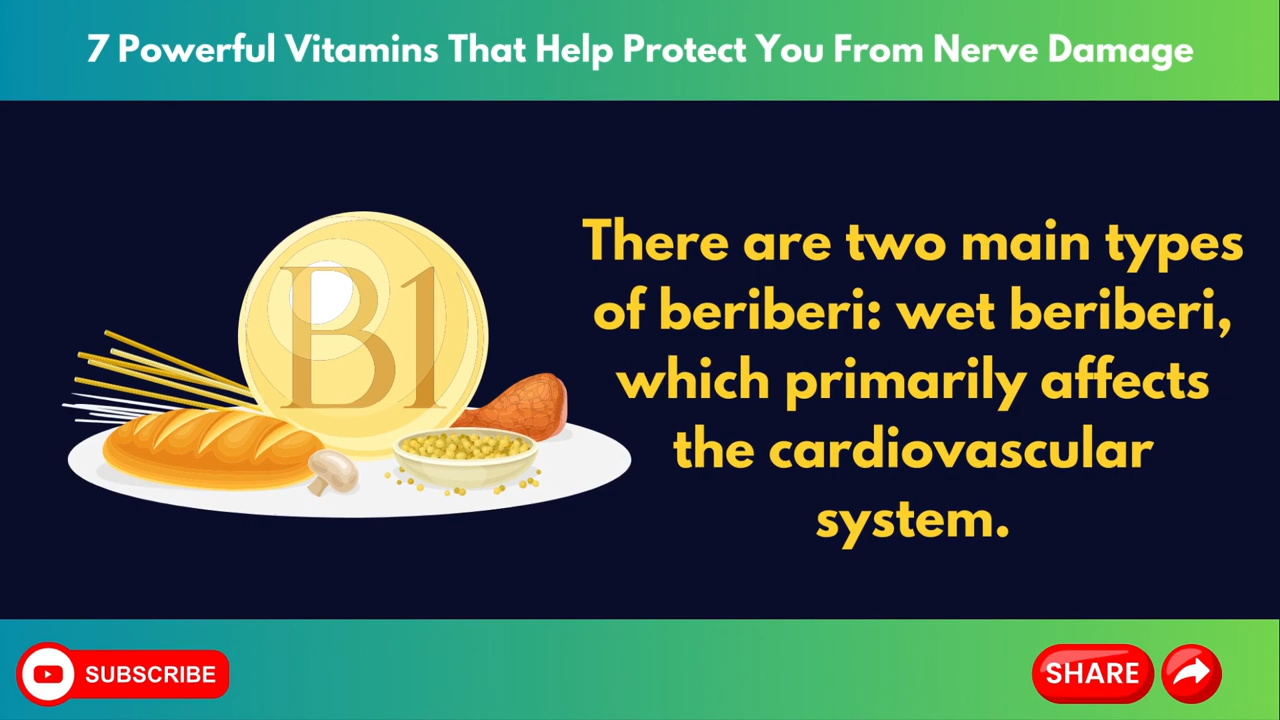 7 Powerful Vitamins That Help Protect You From Nerve Damage
B1
There are two main types
of beriberi: wet beriberi,
which primarily affects
the cardiovascular
system.
SUBSCRIBE
SHARE